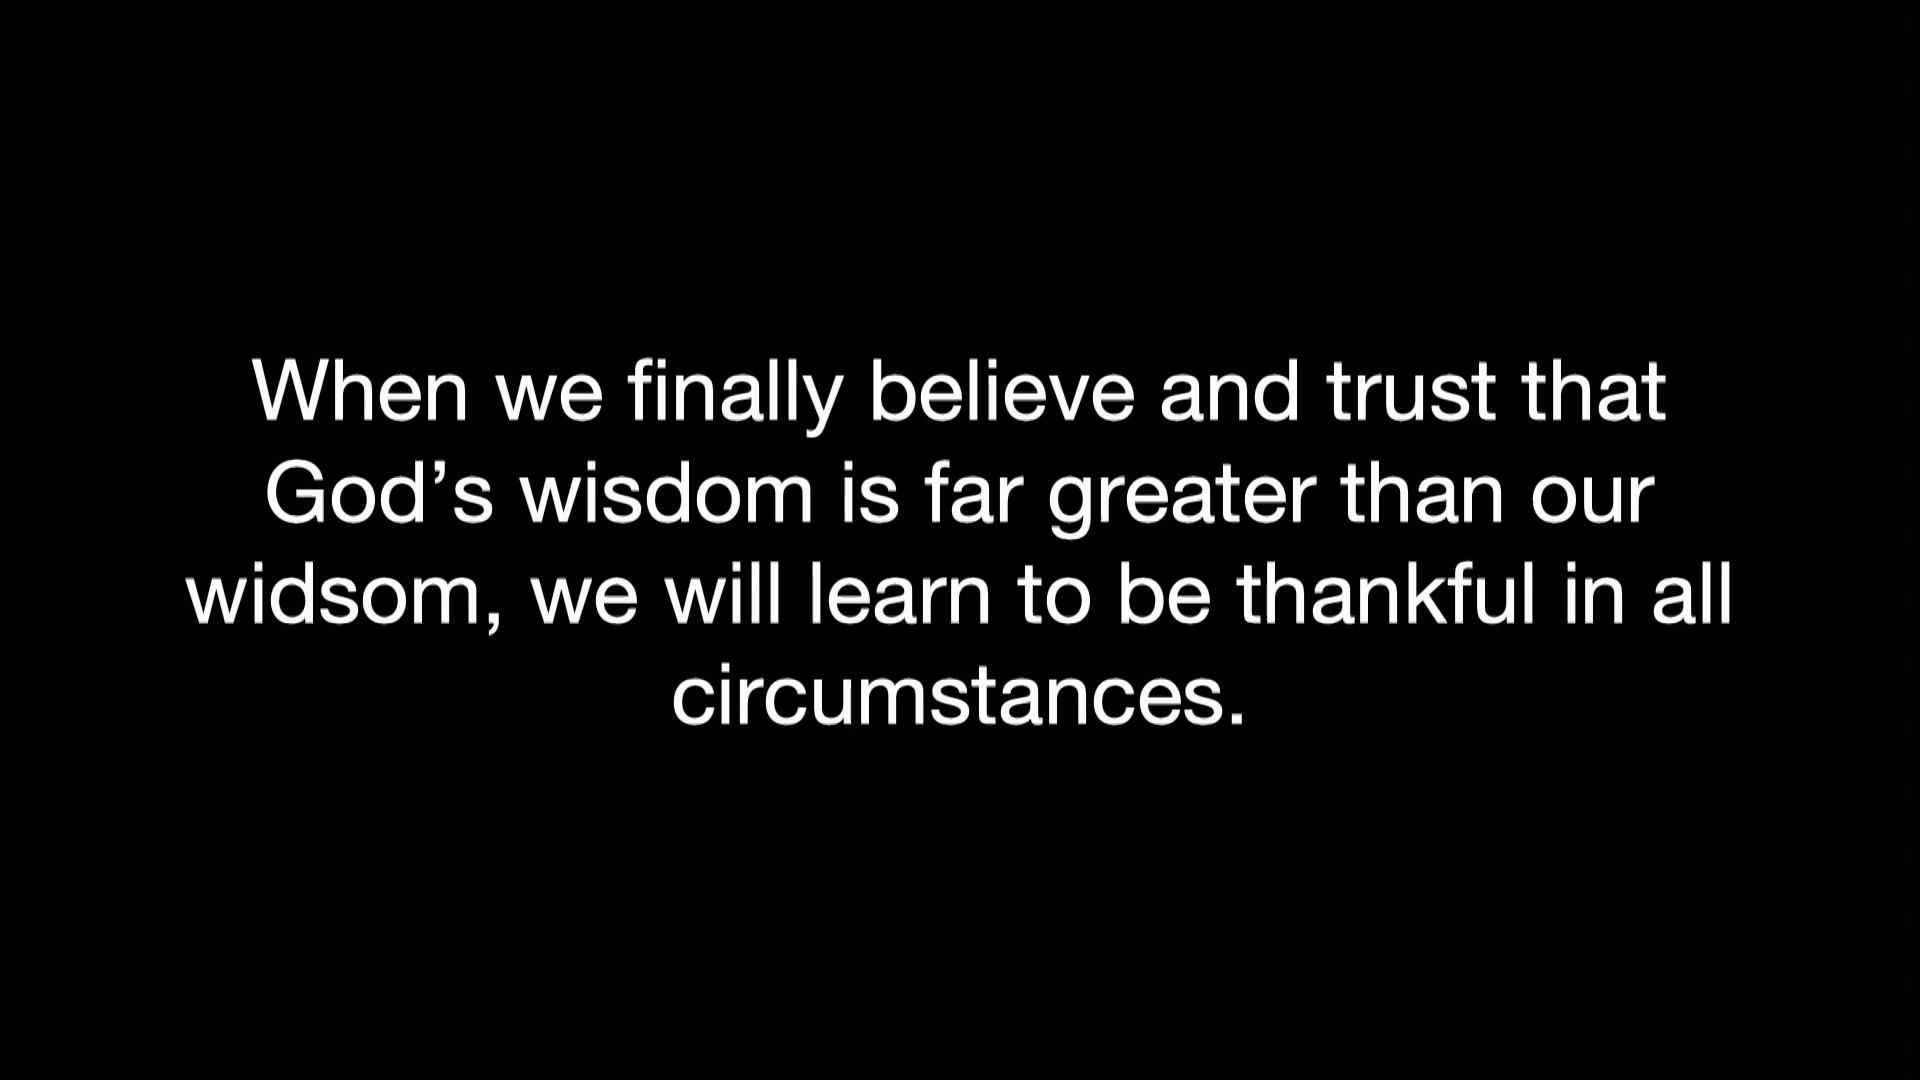 When we finally believe and trust that
God’s wisdom is far greater than our
widsom, we will learn to be thankful in all
circumstances.